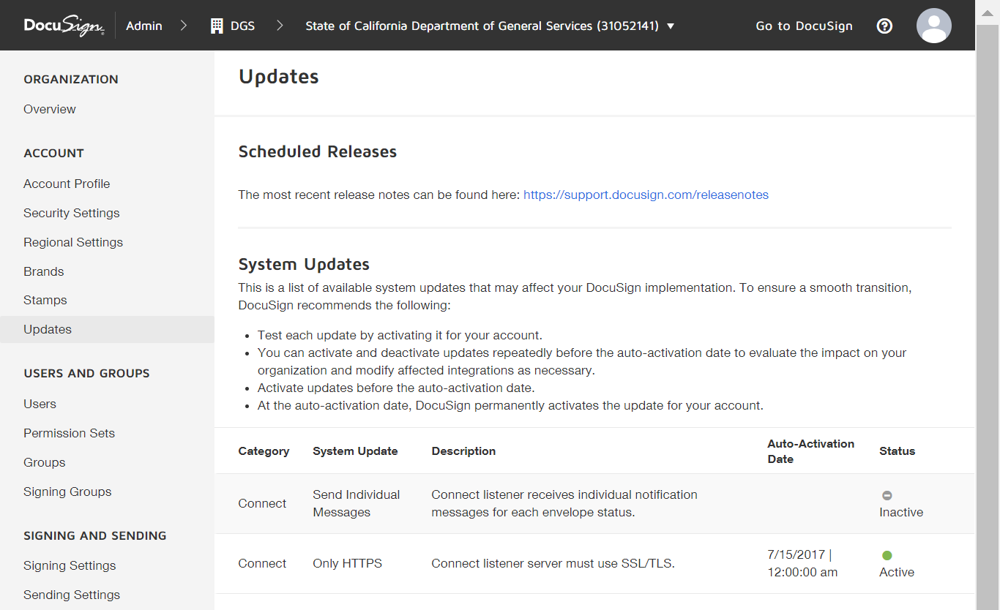 DocuSign Admin DGS State of California Department of General Services (31052141) Go to DocuSign
ORGANIZATION
Overview
ACCOUNT
Account Profile
Security Settings
Regional Settings
Brands
Stamps
Updates
USERS AND GROUPS
Users
Permission Sets
Groups
Signing Groups
SIGNING AND SENDING
Signing Settings
Sending Settings
Updates
Scheduled Releases
The most recent release notes can be found here: https://support.docusign.com/releasenotes
System Updates
This is a list of available system updates that may affect your DocuSign implementation. To ensure a smooth transition,
DocuSign recommends the following:
• Test each update by activating it for your account.
• You can activate and deactivate updates repeatedly before the auto-activation date to evaluate the impact on your
organization and modify affected integrations as necessary.
• Activate updates before the auto-activation date.
• At the auto-activation date, DocuSign permanently activates the update for your account.
Category System Update Description Auto-Activation Date Status
Connect Send Individual Messages Connect listener receives individual notification messages for each envelope status. Inactive
Connect Only HTTPS Connect listener server must use SSL/TLS. 7/15/2017 | 12:00:00 am Active